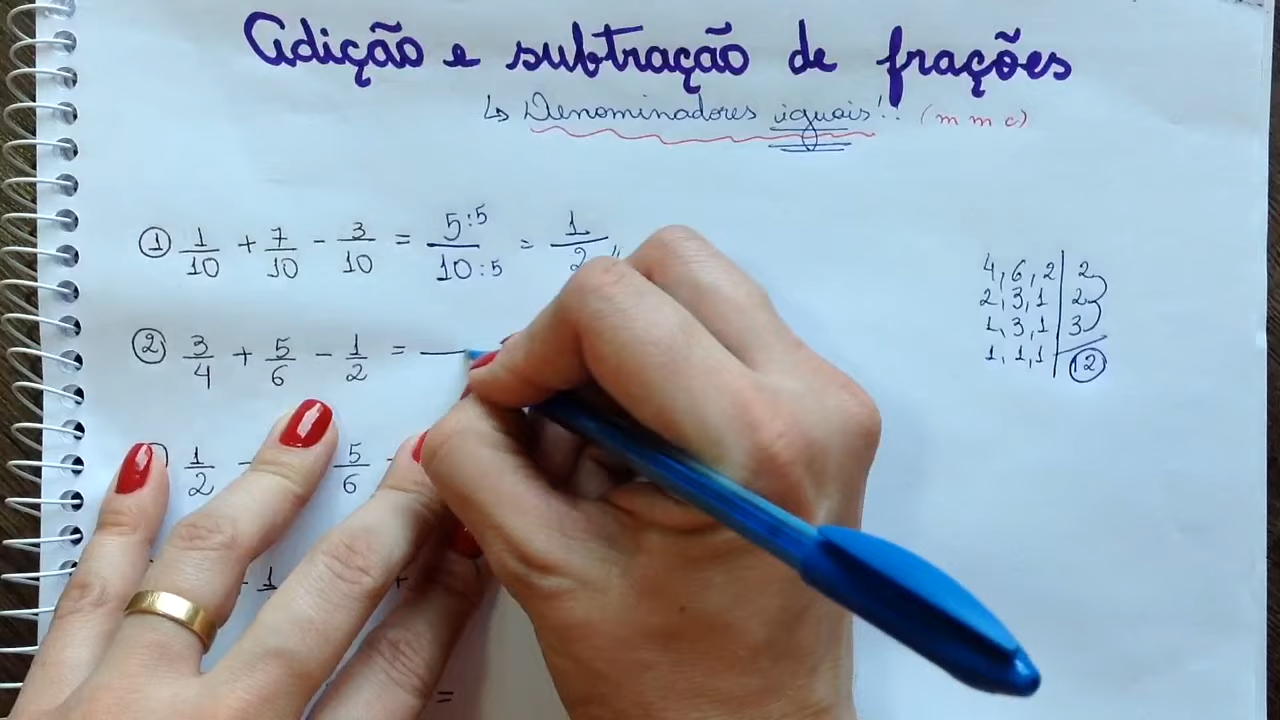 Adição e subtração de frações
↳ Denominadores iguais!! (m m c)
① 1/10 + 7/10 - 3/10 = 5:5/10:5 = 1/2
② 3/4 + 5/6 - 1/2 =
1/2 - 5/6 -
- 1 +
=
4, 6, 2 | 2
2, 3, 1 | 2
1, 3, 1 | 3
1, 1, 1 | 12